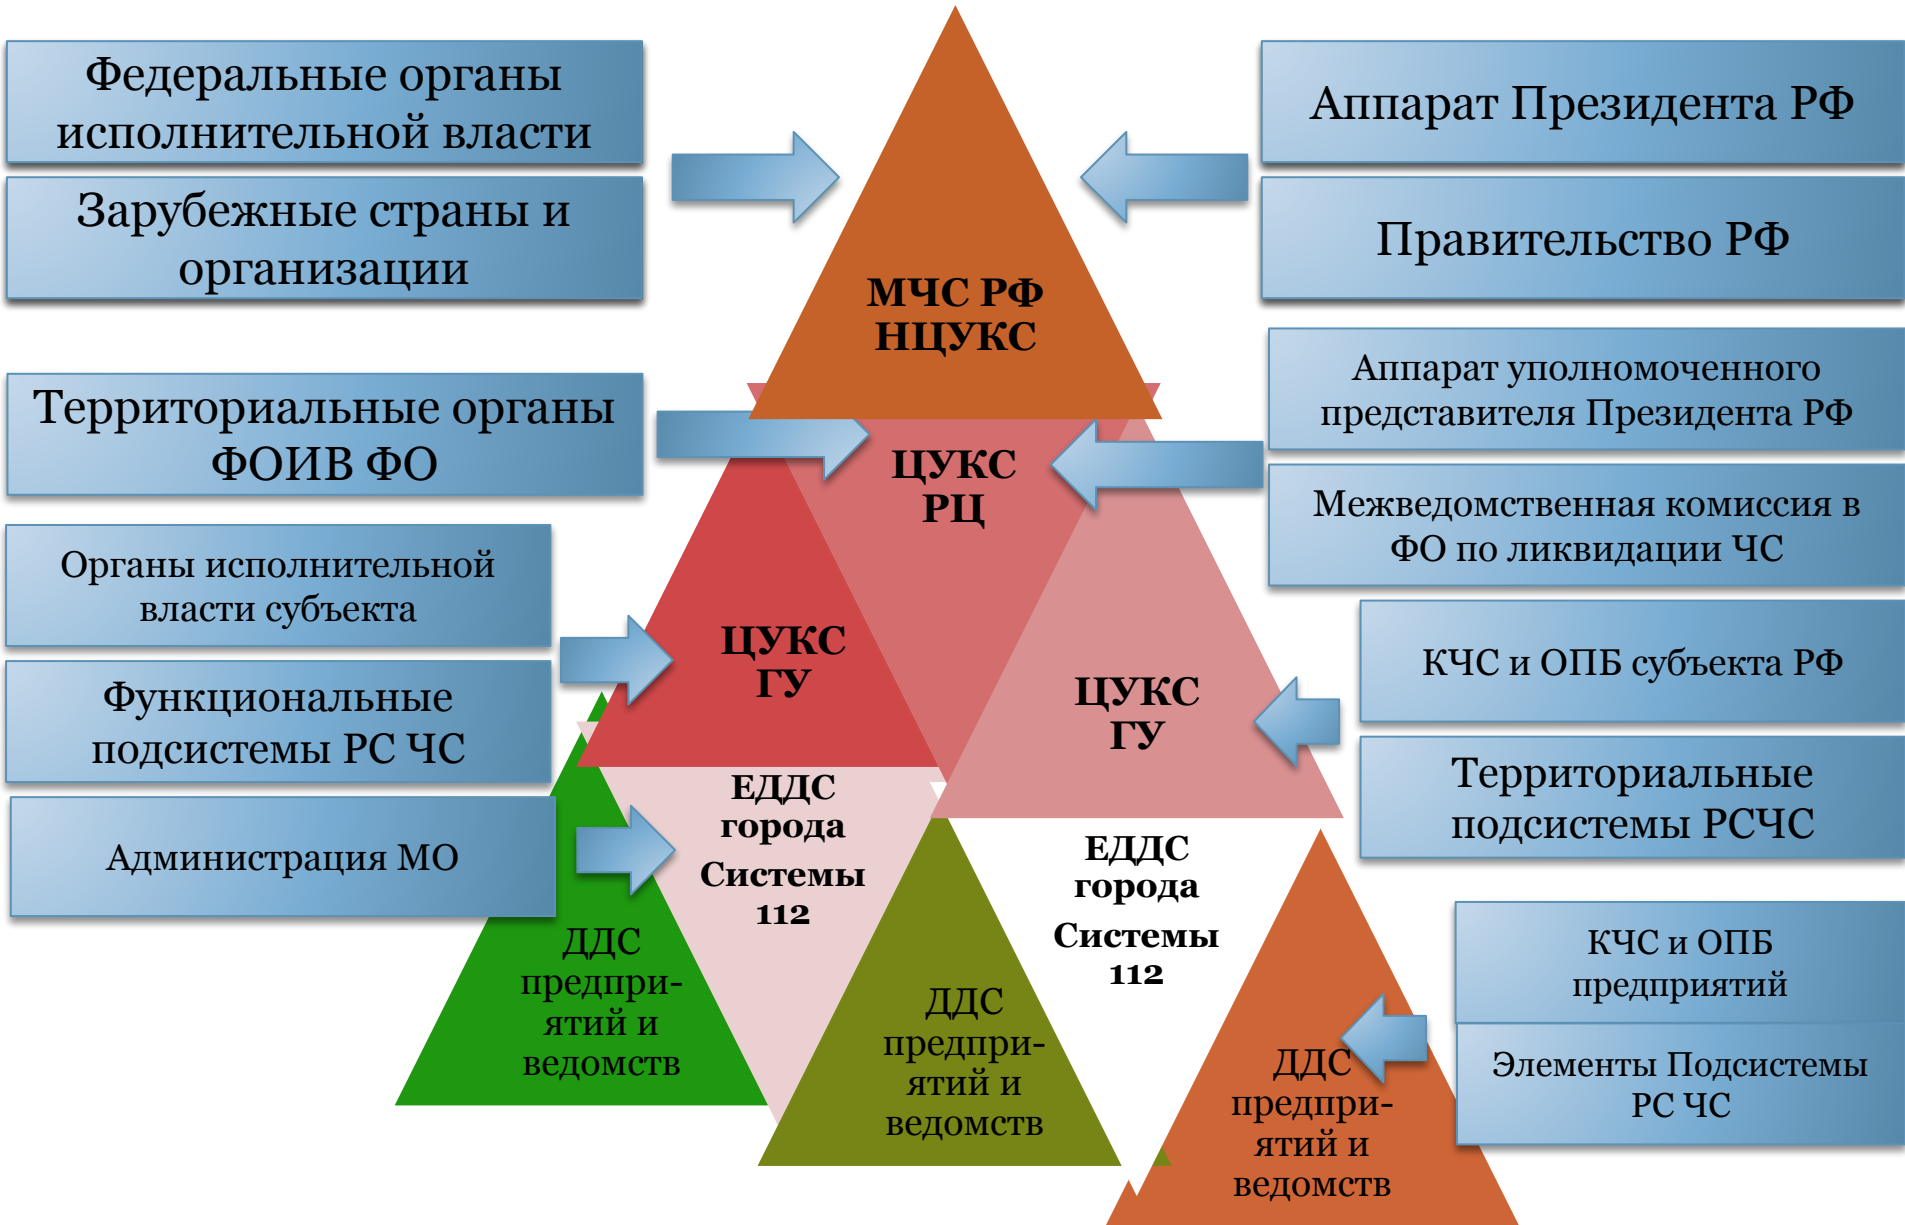 Федеральные органы
исполнительной власти
Зарубежные страны и
организации
Аппарат Президента РФ
Правительство РФ
МЧС РФ
НЦУКС
Территориальные органы
ФОИВ ФО
Аппарат уполномоченного
представителя Президента РФ
Межведомственная комиссия в
ФО по ликвидации ЧС
ЦУКС
РЦ
Органы исполнительной
власти субъекта
Функциональные
подсистемы РС ЧС
ЦУКС
ГУ
ЦУКС
ГУ
КЧС и ОПБ субъекта РФ
Территориальные
подсистемы РСЧС
Администрация МО
ЕДДС
города
Системы
112
ЕДДС
города
Системы
112
ДДС
предпри-
ятий и
ведомств
ДДС
предпри-
ятий и
ведомств
ДДС
предпри-
ятий и
ведомств
КЧС и ОПБ
предприятий
Элементы Подсистемы
РС ЧС